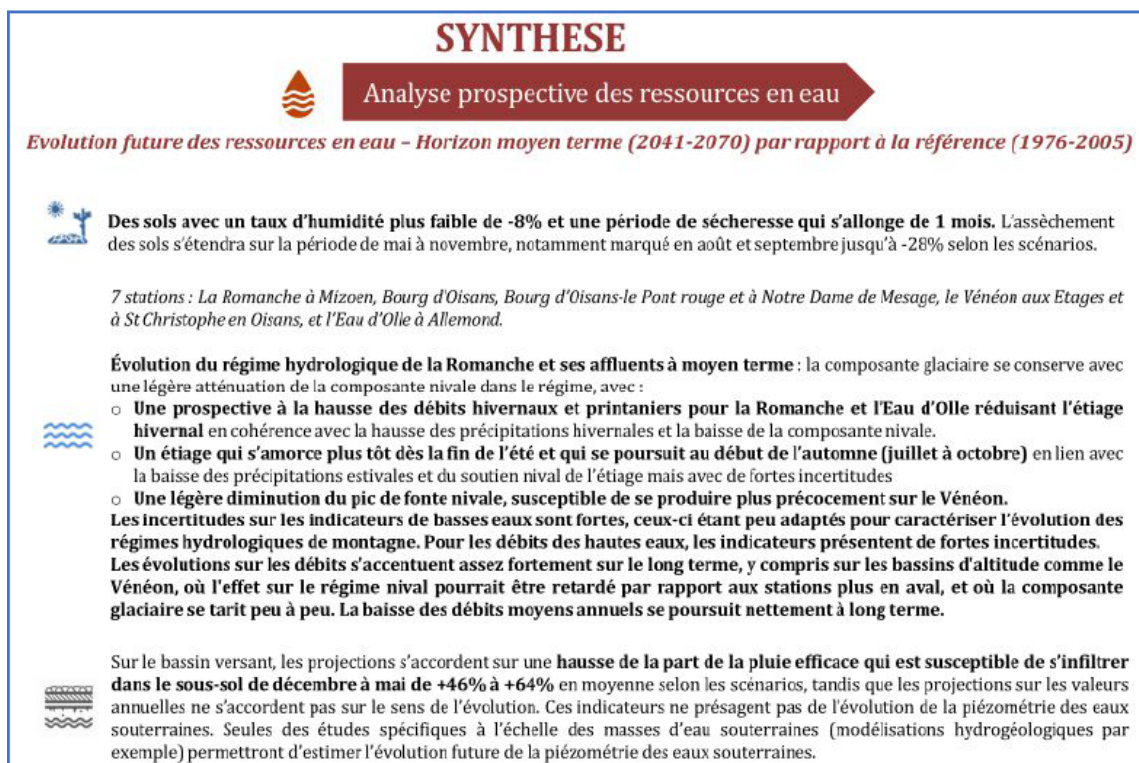 SYNTHESE
Analyse prospective des ressources en eau
Evolution future des ressources en eau – Horizon moyen terme (2041-2070) par rapport à la référence (1976-2005)
Des sols avec un taux d'humidité plus faible de -8% et une période de sécheresse qui s'allonge de 1 mois. L'assèchement
des sols s'étendra sur la période de mai à novembre, notamment marqué en août et septembre jusqu'à -28% selon les scénarios.
7 stations : La Romanche à Mizoen, Bourg d'Oisans, Bourg d'Oisans-le Pont rouge et à Notre Dame de Mesage, le Vénéon aux Etages et
à St Christophe en Oisans, et l'Eau d'Olle à Allemond.
Évolution du régime hydrologique de la Romanche et ses affluents à moyen terme : la composante glaciaire se conserve avec
une légère atténuation de la composante nivale dans le régime, avec :
o Une prospective à la hausse des débits hivernaux et printaniers pour la Romanche et l'Eau d'Olle réduisant l'étiage
hivernal en cohérence avec la hausse des précipitations hivernales et la baisse de la composante nivale.
o Un étiage qui s'amorce plus tôt dès la fin de l'été et qui se poursuit au début de l'automne (juillet à octobre) en lien avec
la baisse des précipitations estivales et du soutien nival de l'étiage mais avec de fortes incertitudes
o Une légère diminution du pic de fonte nivale, susceptible de se produire plus précocement sur le Vénéon.
Les incertitudes sur les indicateurs de basses eaux sont fortes, ceux-ci étant peu adaptés pour caractériser l'évolution des
régimes hydrologiques de montagne. Pour les débits des hautes eaux, les indicateurs présentent de fortes incertitudes.
Les évolutions sur les débits s'accentuent assez fortement sur le long terme, y compris sur les bassins d'altitude comme le
Vénéon, où l'effet sur le régime nival pourrait être retardé par rapport aux stations plus en aval, et où la composante
glaciaire se tarit peu à peu. La baisse des débits moyens annuels se poursuit nettement à long terme.
Sur le bassin versant, les projections s'accordent sur une hausse de la part de la pluie efficace qui est susceptible de s'infiltrer
dans le sous-sol de décembre à mai de +46% à +64% en moyenne selon les scénarios, tandis que les projections sur les valeurs
annuelles ne s'accordent pas sur le sens de l'évolution. Ces indicateurs ne présagent pas de l'évolution de la piézométrie des eaux
souterraines. Seules des études spécifiques à l'échelle des masses d'eau souterraines (modélisations hydrogéologiques par
exemple) permettront d'estimer l'évolution future de la piézométrie des eaux souterraines.